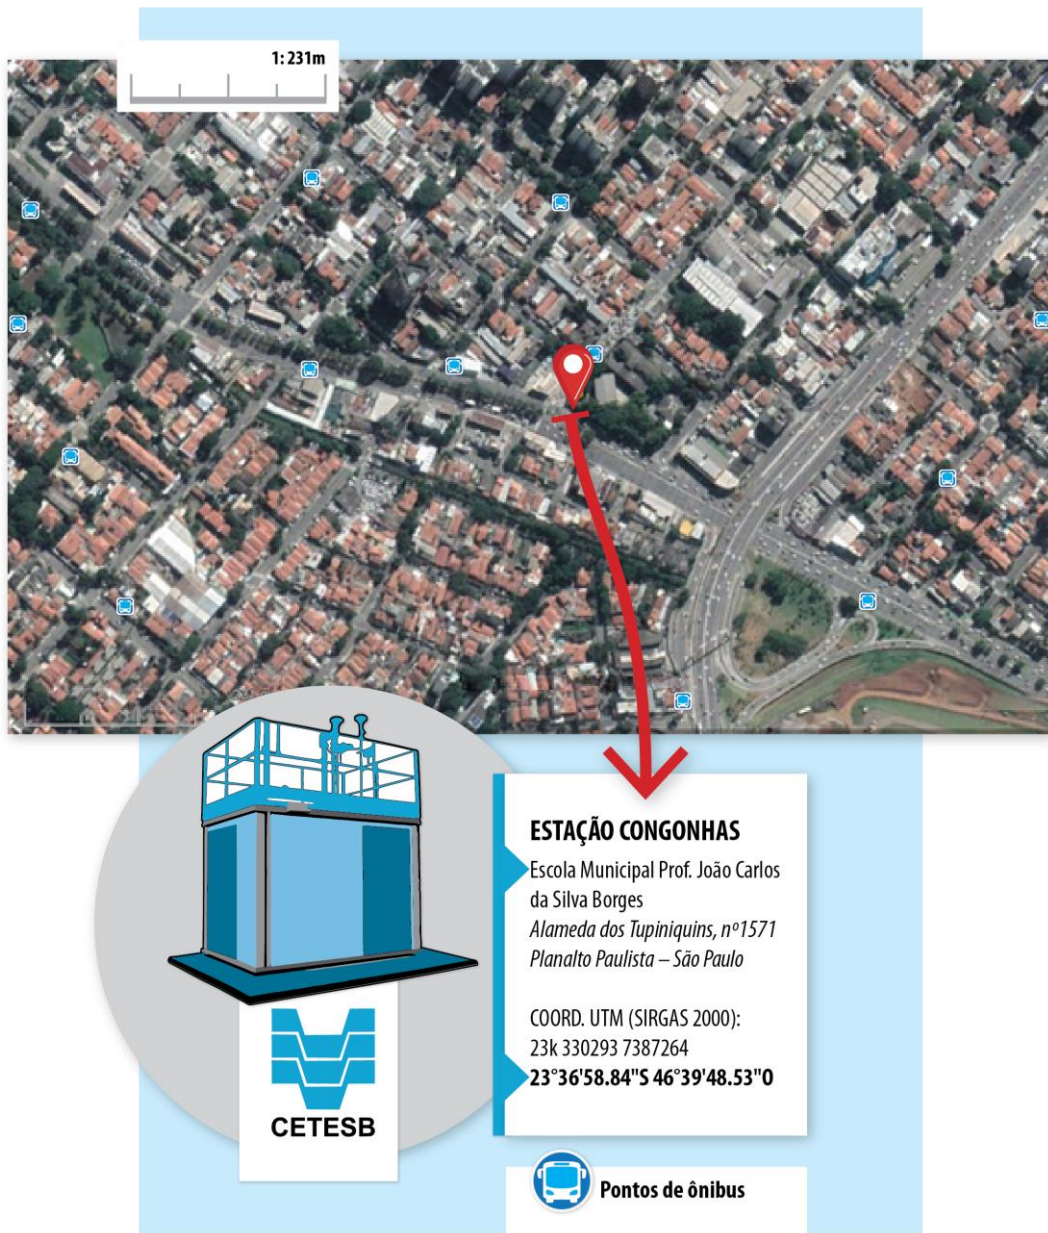 1: 231m
ESTAÇÃO CONGONHAS
Escola Municipal Prof. João Carlos
da Silva Borges
Alameda dos Tupiniquins, nº1571
Planalto Paulista – São Paulo
COORD. UTM (SIRGAS 2000):
23k 330293 7387264
23°36'58.84"S 46°39'48.53"O
CETESB
Pontos de ônibus